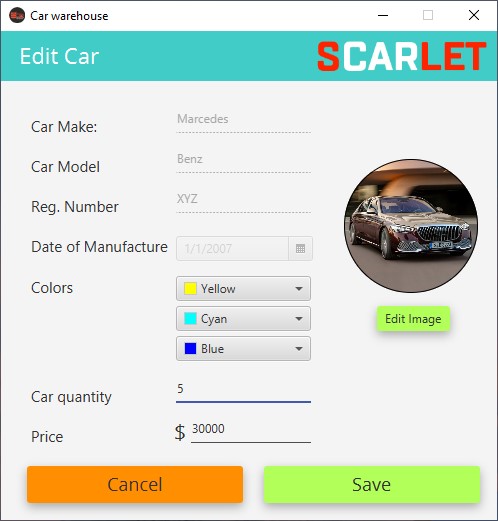 Car warehouse
Edit Car
SCARLET
Car Make:
Marcedes
Car Model
Benz
Reg. Number
XYZ
Date of Manufacture
1/1/2007
Colors
Yellow
Cyan
Blue
Edit Image
Car quantity
5
Price
$ 30000
Cancel
Save